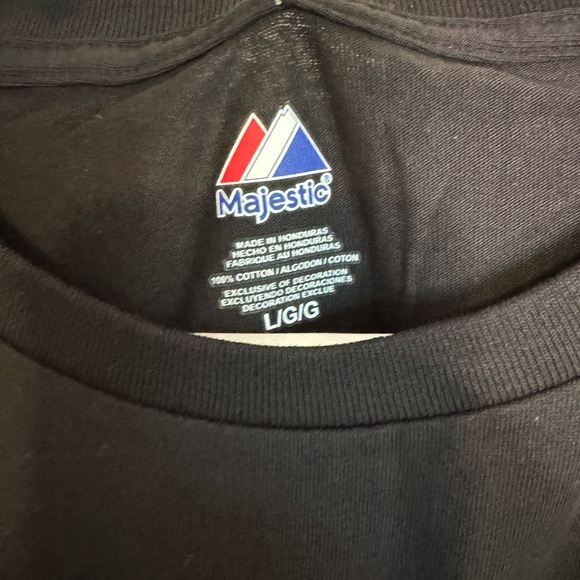 Majestic®
MADE IN HONDURAS
HECHO EN HONDURAS
FABRIQUE AU HONDURAS
100% COTTON / ALGODON / COTON
EXCLUSIVE OF DECORATION
EXCLUYENDO DECORACIONES
DECORATION EXCLUE
L/G/G